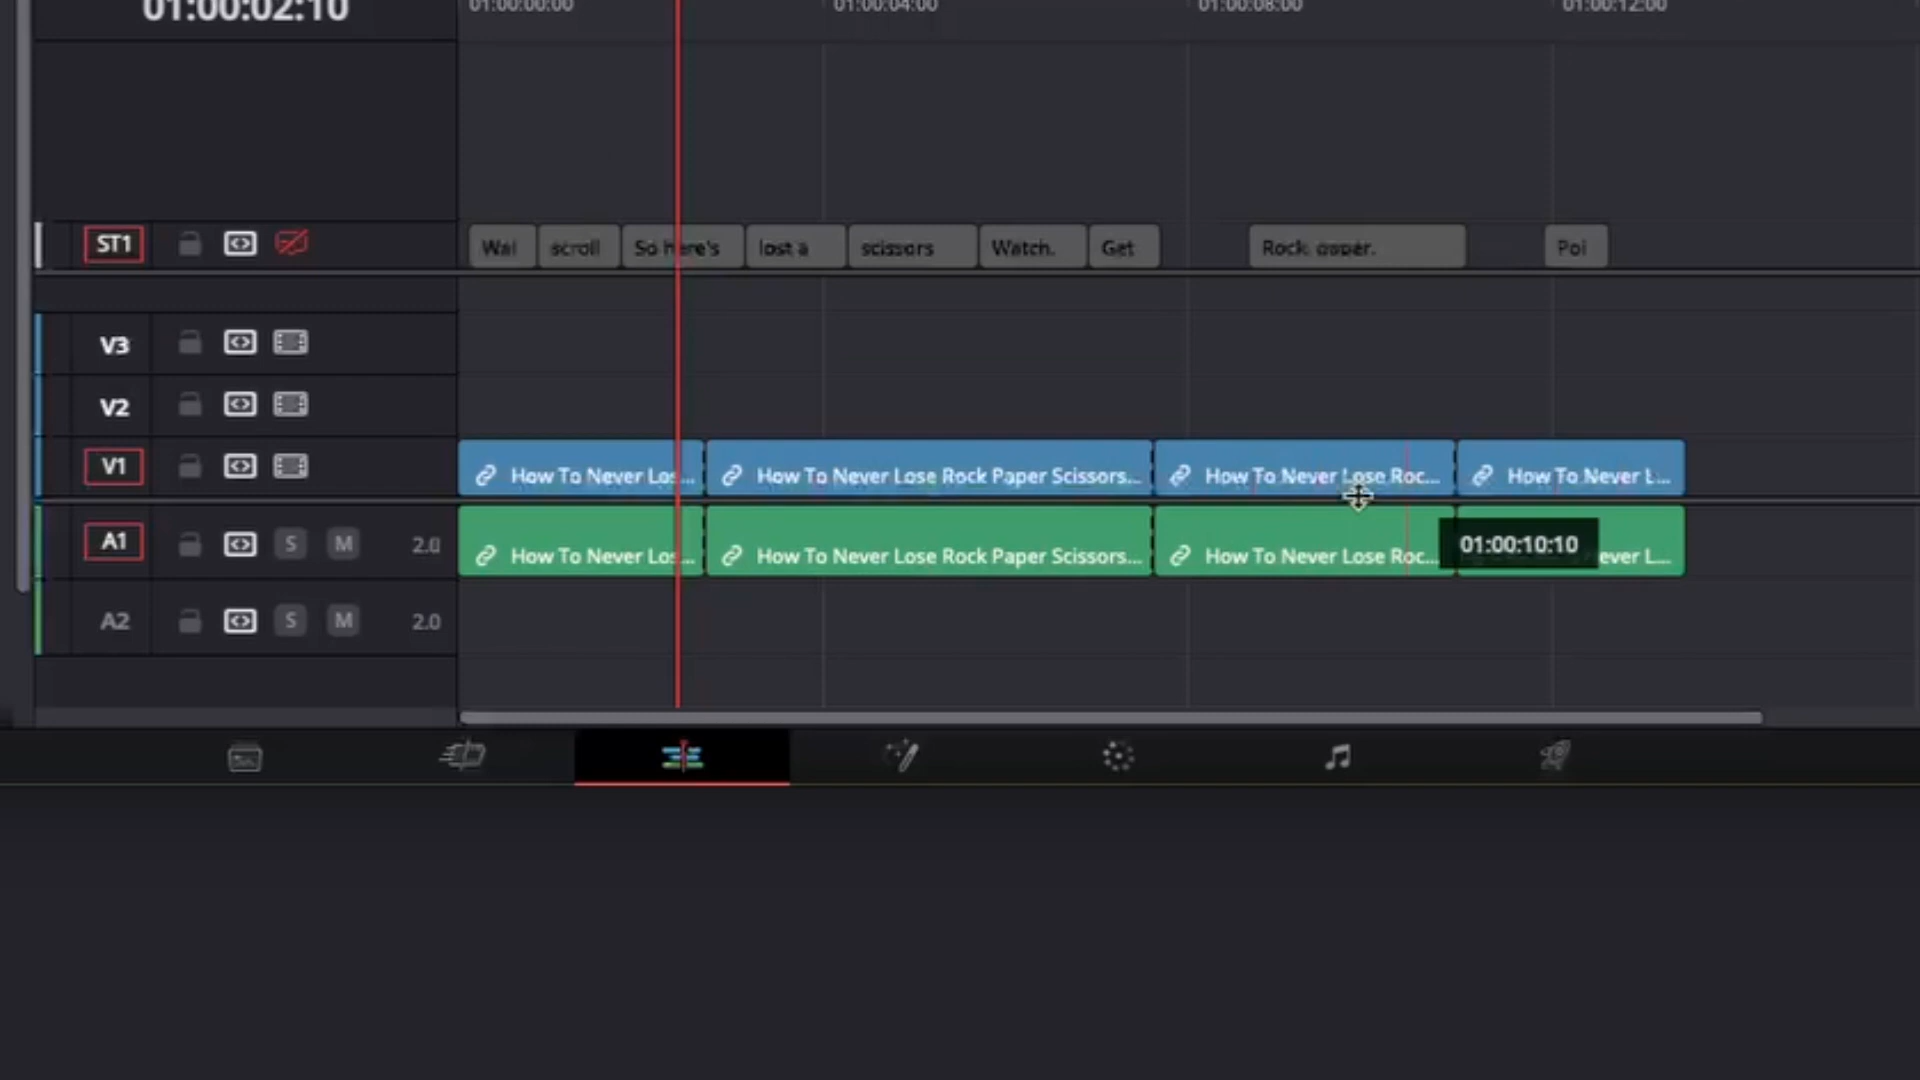 01:00:02:10
01:00:00:00 01:00:04:00 01:00:08:00 01:00:12:00
ST1 Wai scroll So here's lost a scissors Watch. Get Rock, paper, Poi
V3
V2
V1 How To Never Los... How To Never Lose Rock Paper Scissors... How To Never Lose Roc... How To Never L...
A1 S M 2.0 How To Never Los... How To Never Lose Rock Paper Scissors... How To Never Lose Roc... 01:00:10:10 ever L...
A2 S M 2.0